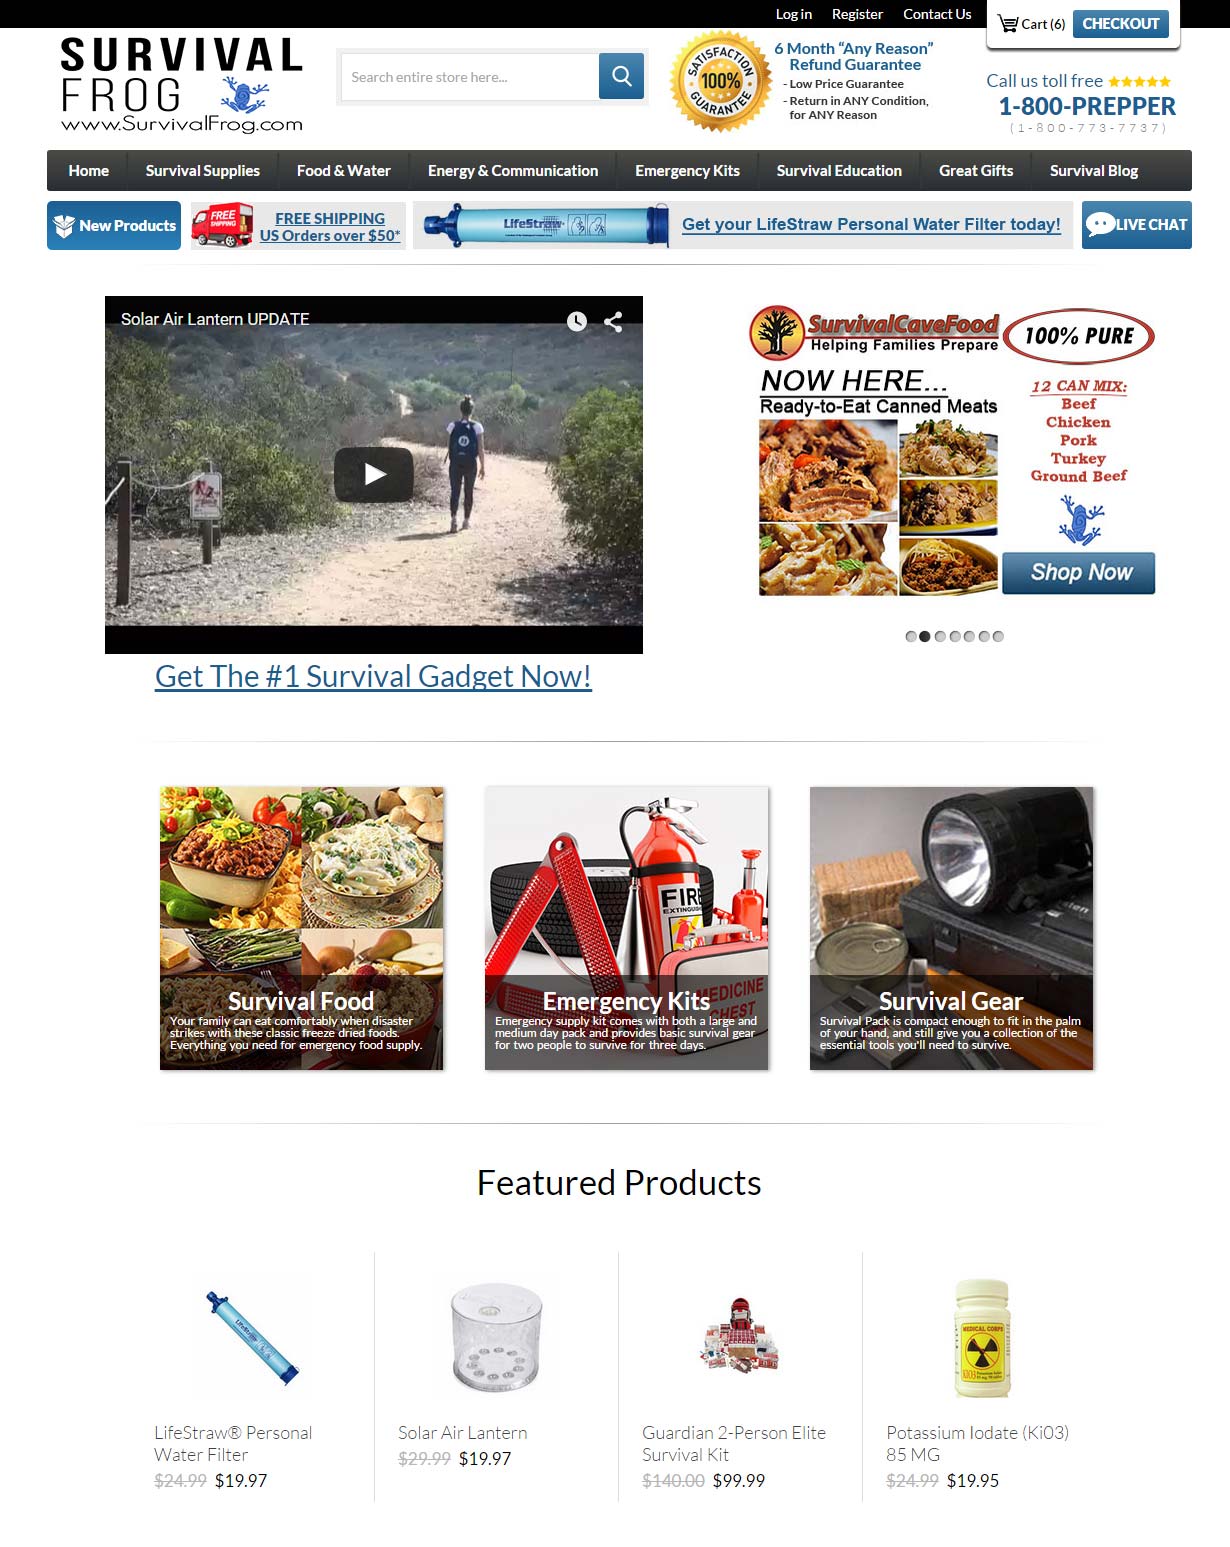 Log in Register Contact Us Cart (6) CHECKOUT
SURVIVAL
FROG
www.SurvivalFrog.com
Search entire store here...
SATISFACTION
100%
GUARANTEE
6 Month “Any Reason”
Refund Guarantee
- Low Price Guarantee
- Return in ANY Condition,
for ANY Reason
Call us toll free
1-800-PREPPER
(1-800-773-7737)
Home Survival Supplies Food & Water Energy & Communication Emergency Kits Survival Education Great Gifts Survival Blog
New Products
FREE
SHIPPING
FREE SHIPPING
US Orders over $50*
LifeStraw
Get your LifeStraw Personal Water Filter today!
LIVE CHAT
Solar Air Lantern UPDATE
Get The #1 Survival Gadget Now!
SurvivalCaveFood
Helping Families Prepare
100% PURE
NOW HERE...
Ready-to-Eat Canned Meats
12 CAN MIX:
Beef
Chicken
Pork
Turkey
Ground Beef
Shop Now
Survival Food
Your family can eat comfortably when disaster
strikes with these classic freeze dried foods.
Everything you need for emergency food supply.
FIRE
EXTINGUISHER
MEDICINE
CHEST
Emergency Kits
Emergency supply kit comes with both a large and
medium day pack and provides basic survival gear
for two people to survive for three days.
Survival Gear
Survival Pack is compact enough to fit in the palm
of your hand, and still give you a collection of the
essential tools you'll need to survive.
Featured Products
LifeStraw
LifeStraw® Personal
Water Filter
$24.99 $19.97
Solar Air Lantern
$29.99 $19.97
Guardian 2-Person Elite
Survival Kit
$140.00 $99.99
MEDICAL CORPS
KI03
Potassium Iodate (Ki03)
85 MG
$24.99 $19.95